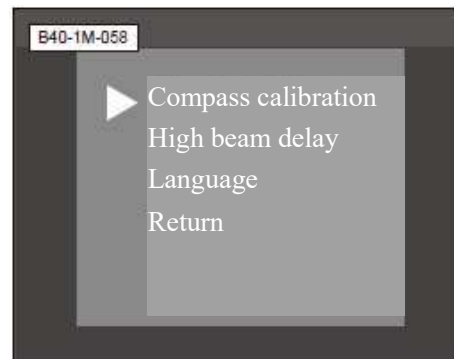 B40-1M-058
Compass calibration
High beam delay
Language
Return